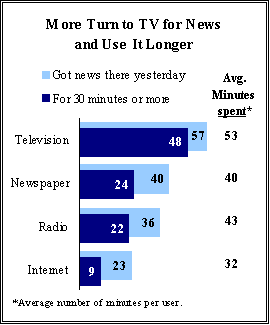 More Turn to TV for News
and Use It Longer
Got news there yesterday
For 30 minutes or more
Avg.
Minutes
spent*
Television 48 57 53
Newspaper 24 40 40
Radio 22 36 43
Internet 9 23 32
*Average number of minutes per user.